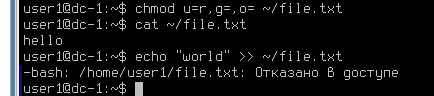 user1@dc-1:~$ chmod u=r,g=,o= ~/file.txt
user1@dc-1:~$ cat ~/file.txt
hello
user1@dc-1:~$ echo "world" >> ~/file.txt
-bash: /home/user1/file.txt: Отказано в доступе
user1@dc-1:~$